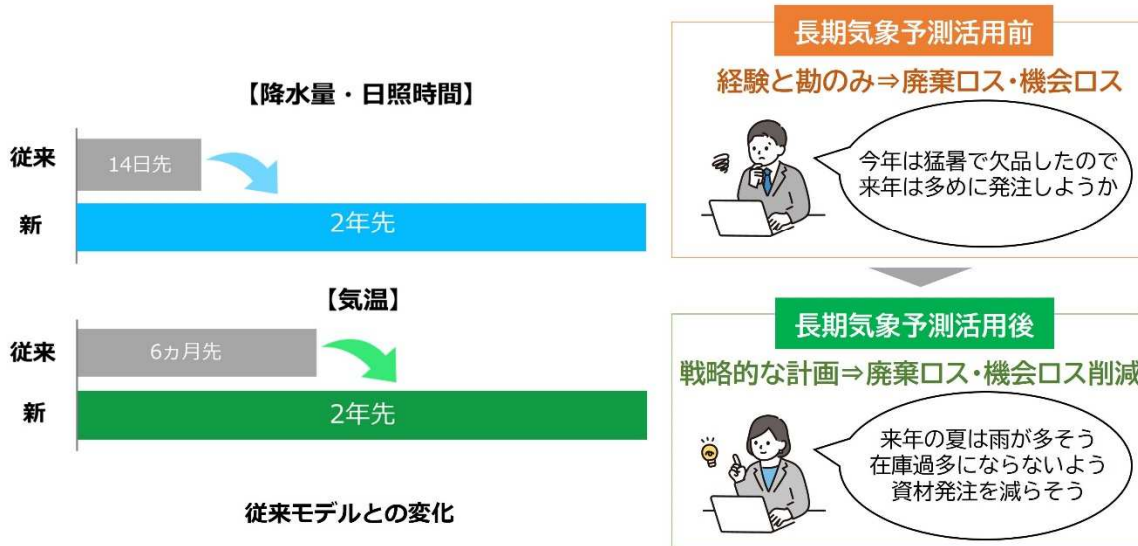 【降水量・日照時間】
従来
14日先
新
2年先
【気温】
従来
6ヵ月先
新
2年先
従来モデルとの変化
長期気象予測活用前
経験と勘のみ⇒廃棄ロス・機会ロス
今年は猛暑で欠品したので
来年は多めに発注しようか
長期気象予測活用後
戦略的な計画⇒廃棄ロス・機会ロス削減
来年の夏は雨が多そう
在庫過多にならないよう
資材発注を減らそう